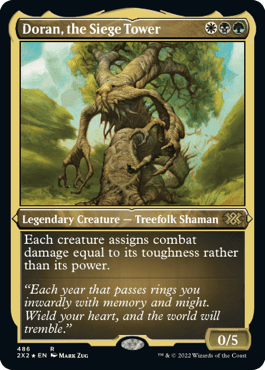 Doran, the Siege Tower
Legendary Creature — Treefolk Shaman
Each creature assigns combat
damage equal to its toughness rather
than its power.
“Each year that passes rings you
inwardly with memory and might.
Wield your heart, and the world will
tremble.”
0/5
486 R
2X2 ★ EN Mark Zug
™ & © 2022 Wizards of the Coast